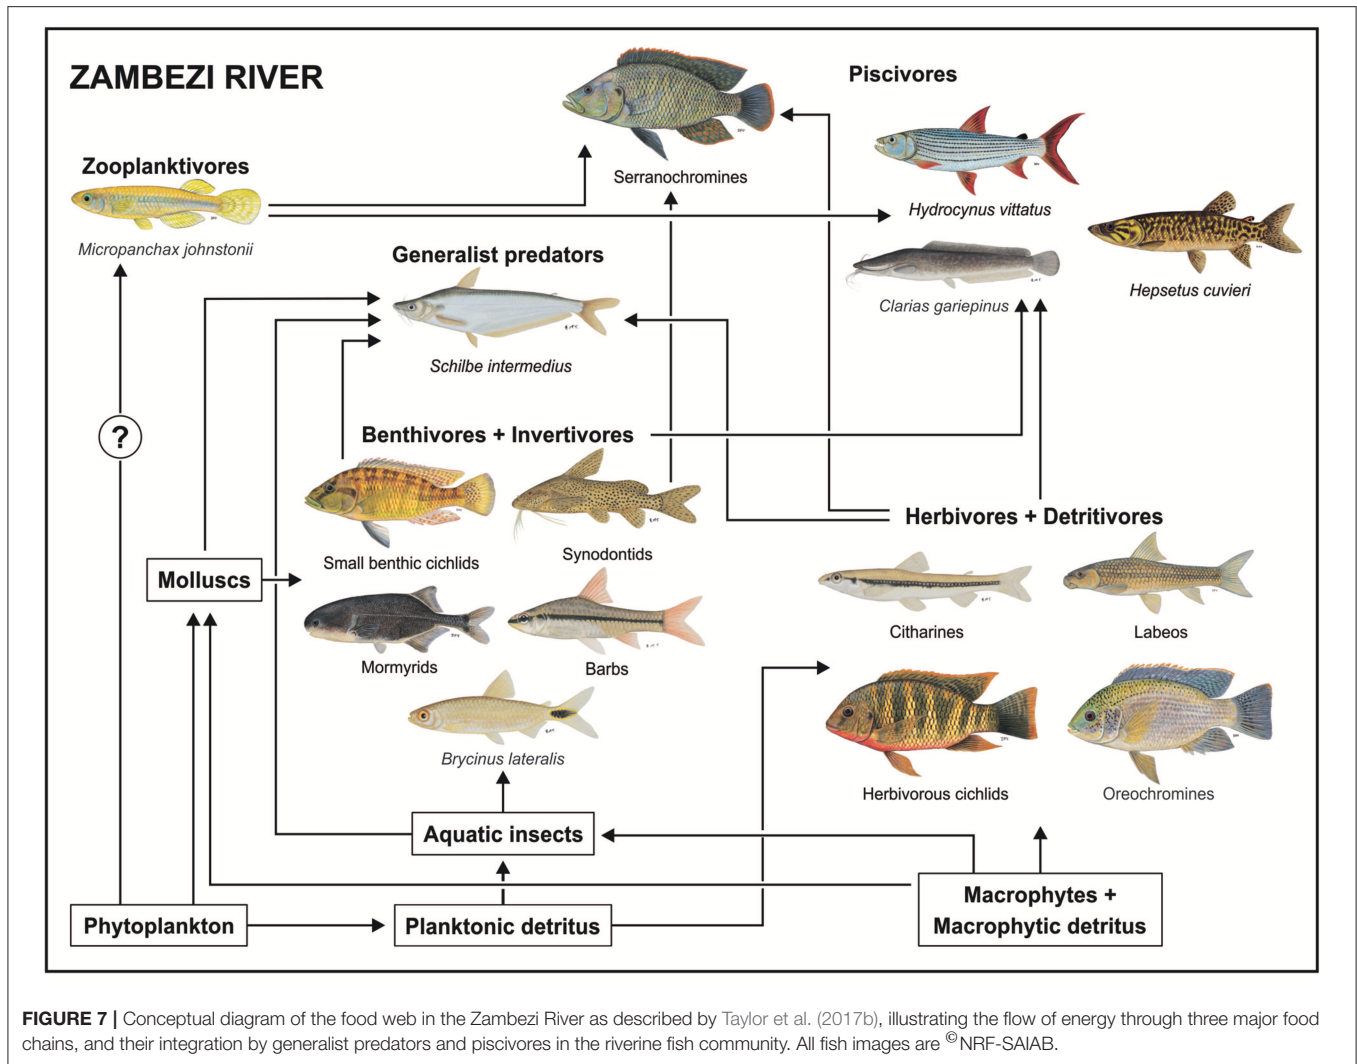 ZAMBEZI RIVER
Piscivores
Zooplanktivores
Serranochromines
Hydrocynus vittatus
Micropanchax johnstonii
Generalist predators
Clarias gariepinus
Hepsetus cuvieri
Schilbe intermedius
?
Benthivores + Invertivores
Herbivores + Detritivores
Small benthic cichlids
Synodontids
Molluscs
Citharines
Labeos
Mormyrids
Barbs
Brycinus lateralis
Herbivorous cichlids
Oreochromines
Aquatic insects
Macrophytes +
Macrophytic detritus
Phytoplankton
Planktonic detritus
FIGURE 7 | Conceptual diagram of the food web in the Zambezi River as described by Taylor et al. (2017b), illustrating the flow of energy through three major food
chains, and their integration by generalist predators and piscivores in the riverine fish community. All fish images are ©NRF-SAIAB.